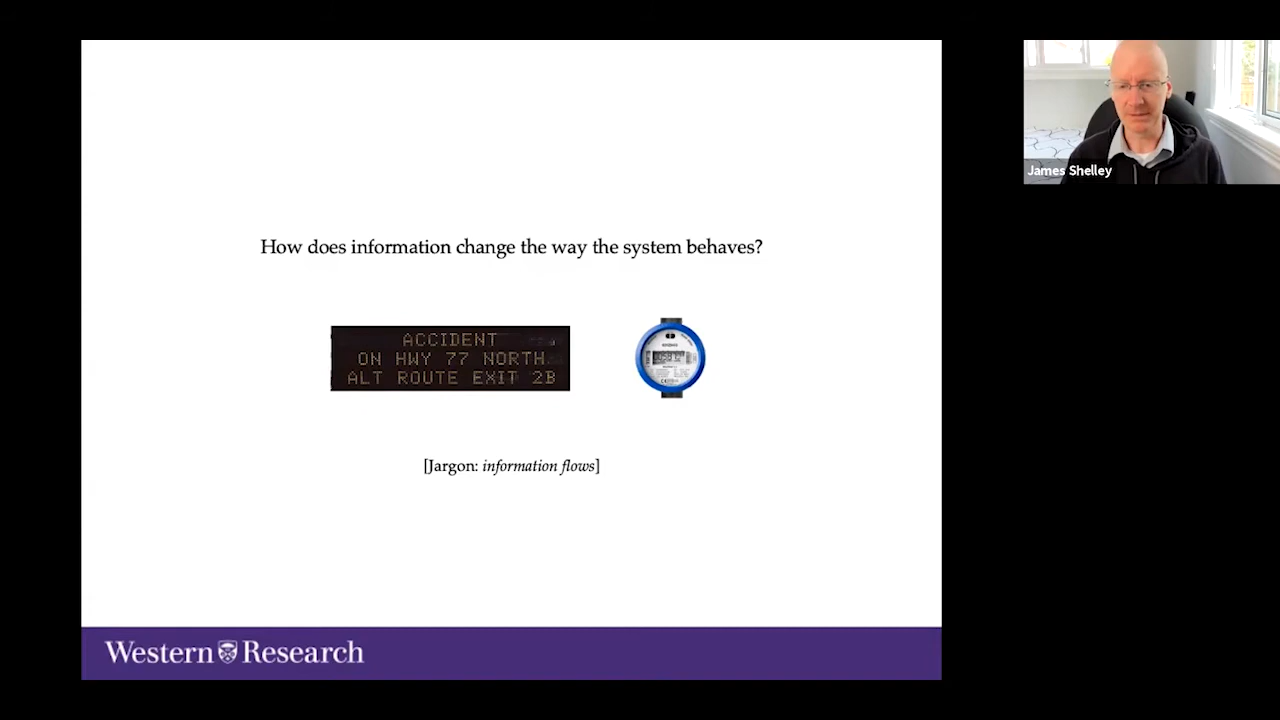 How does information change the way the system behaves?
ACCIDENT
ON HWY 77 NORTH
ALT ROUTE EXIT 2B
[Jargon: information flows]
Western Research
James Shelley